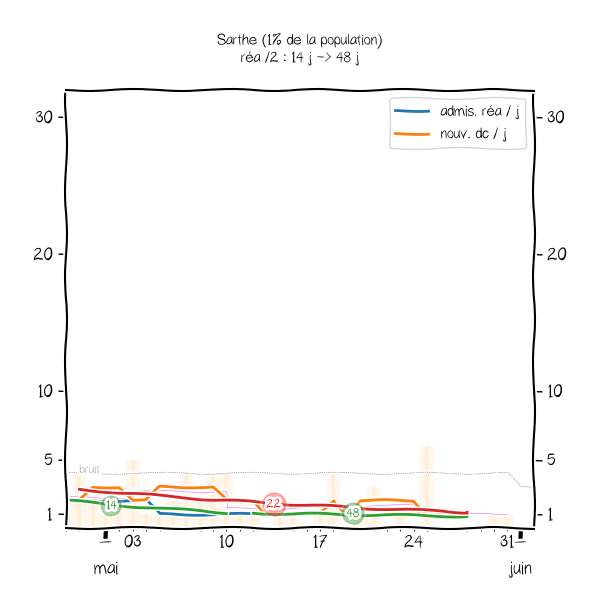 Sarthe (1% de la population)
réa /2 : 14 j -> 48 j
admis. réa / j
nouv. dc / j
30
30
20
20
10
10
5
5
bruit
1
1
14
22
48
03
10
17
24
31
mai
juin